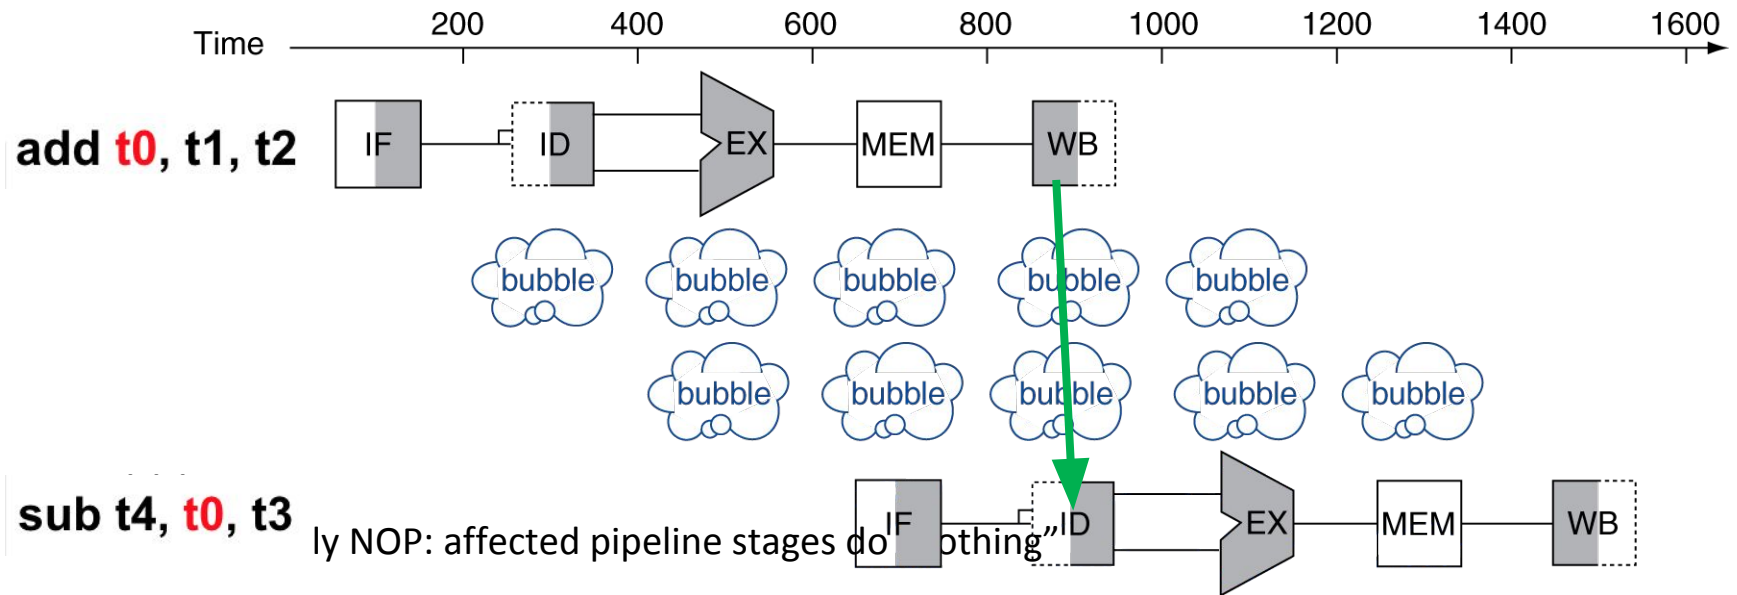 200 400 600 800 1000 1200 1400 1600
Time
add t0, t1, t2 IF ID EX MEM WB
bubble bubble bubble bubble bubble
bubble bubble bubble bubble bubble
sub t4, t0, t3 IF ID EX MEM WB
ly NOP: affected pipeline stages do othing”